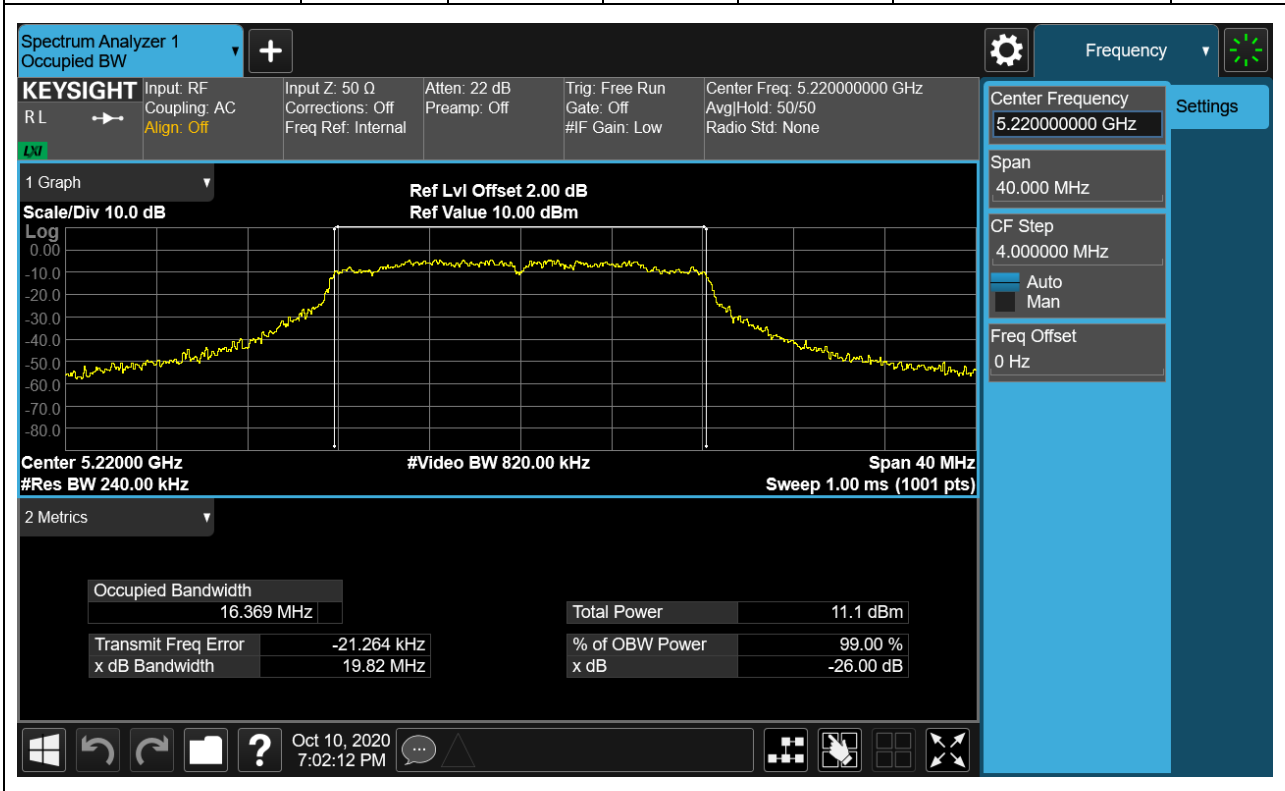 Spectrum Analyzer 1
Occupied BW
Frequency
KEYSIGHT
RL
LXI
Input: RF
Coupling: AC
Align: Off
Input Z: 50 Ω
Corrections: Off
Freq Ref: Internal
Atten: 22 dB
Preamp: Off
Trig: Free Run
Gate: Off
#IF Gain: Low
Center Freq: 5.220000000 GHz
Avg|Hold: 50/50
Radio Std: None
Center Frequency
5.220000000 GHz
Settings
Span
40.000 MHz
CF Step
4.000000 MHz
Auto
Man
Freq Offset
0 Hz
1 Graph
Scale/Div 10.0 dB
Ref Lvl Offset 2.00 dB
Ref Value 10.00 dBm
Log
0.00
-10.0
-20.0
-30.0
-40.0
-50.0
-60.0
-70.0
-80.0
Center 5.22000 GHz
#Video BW 820.00 kHz
Span 40 MHz
#Res BW 240.00 kHz
Sweep 1.00 ms (1001 pts)
2 Metrics
Occupied Bandwidth
16.369 MHz
Total Power 11.1 dBm
Transmit Freq Error -21.264 kHz
% of OBW Power 99.00 %
x dB Bandwidth 19.82 MHz
x dB -26.00 dB
?
Oct 10, 2020
7:02:12 PM